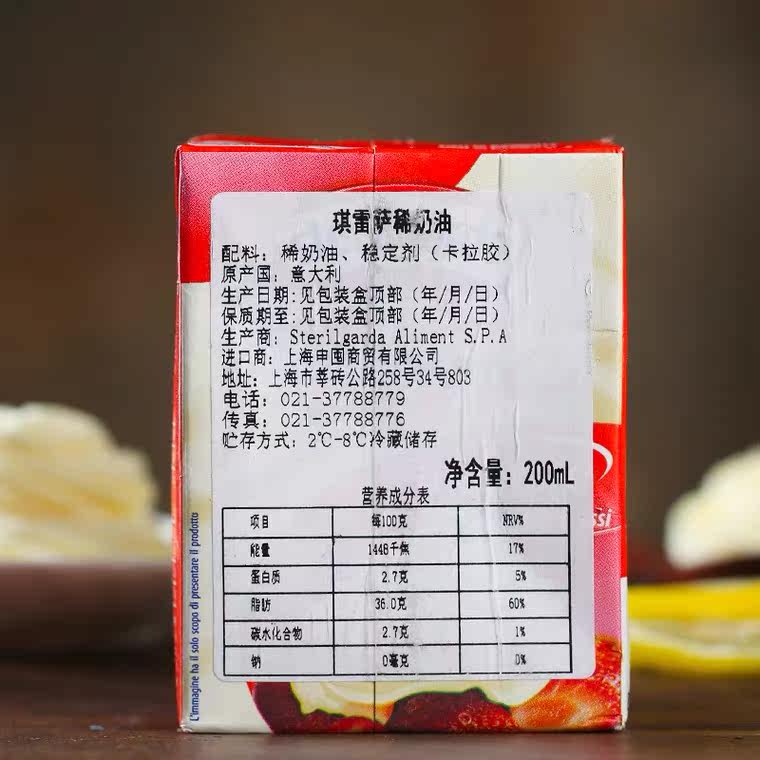 琪雷萨稀奶油
配料：稀奶油、稳定剂（卡拉胶）
原产国：意大利
生产日期:见包装盒顶部（年/月/日）
保质期至:见包装盒顶部（年/月/日）
生产商：Sterilgarda Aliment S.P.A
进口商：上海申囤商贸有限公司
地址：上海市莘砖公路258号34号803
电话：021-37788779
传真：021-37788776
贮存方式：2℃-8℃冷藏储存
净含量：200mL
营养成分表
项目 每100克 NRV%
能量 1448千焦 17%
蛋白质 2.7克 5%
脂肪 36.0克 60%
碳水化合物 2.7克 1%
钠 0毫克 0%
L'immagine ha il solo scopo di presentare il prodotto
ssi